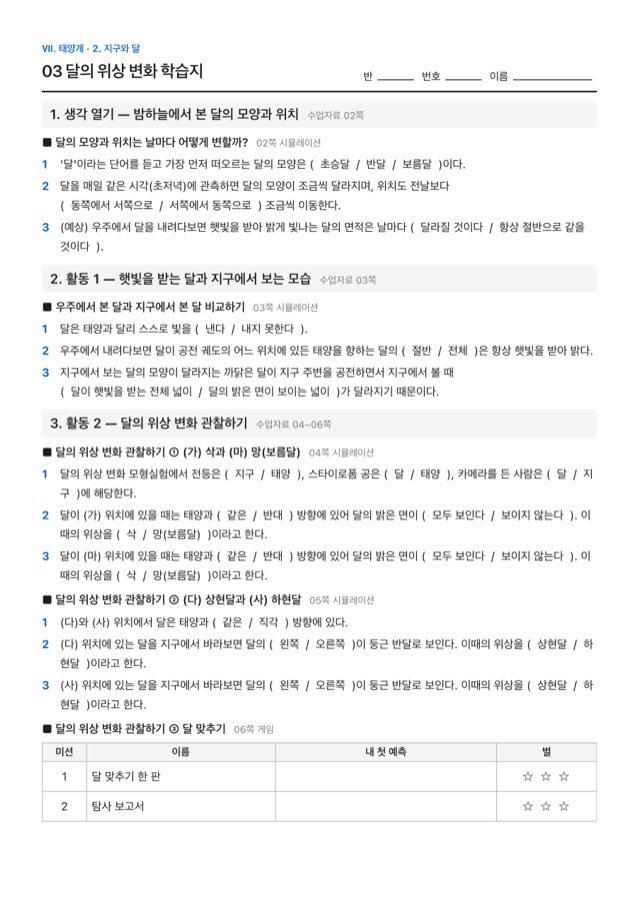 VII. 태양계 · 2. 지구와 달
03 달의 위상 변화 학습지
반 번호 이름
1. 생각 열기 — 밤하늘에서 본 달의 모양과 위치 수업자료 02쪽
■ 달의 모양과 위치는 날마다 어떻게 변할까? 02쪽 시뮬레이션
1 '달'이라는 단어를 듣고 가장 먼저 떠오르는 달의 모양은 ( 초승달 / 반달 / 보름달 )이다.
2 달을 매일 같은 시각(초저녁)에 관측하면 달의 모양이 조금씩 달라지며, 위치도 전날보다
( 동쪽에서 서쪽으로 / 서쪽에서 동쪽으로 ) 조금씩 이동한다.
3 (예상) 우주에서 달을 내려다보면 햇빛을 받아 밝게 빛나는 달의 면적은 날마다 ( 달라질 것이다 / 항상 절반으로 같을
것이다 ).
2. 활동 1 — 햇빛을 받는 달과 지구에서 보는 모습 수업자료 03쪽
■ 우주에서 본 달과 지구에서 본 달 비교하기 03쪽 시뮬레이션
1 달은 태양과 달리 스스로 빛을 ( 낸다 / 내지 못한다 ).
2 우주에서 내려다보면 달이 공전 궤도의 어느 위치에 있든 태양을 향하는 달의 ( 절반 / 전체 )은 항상 햇빛을 받아 밝다.
3 지구에서 보는 달의 모양이 달라지는 까닭은 달이 지구 주변을 공전하면서 지구에서 볼 때
( 달이 햇빛을 받는 전체 넓이 / 달의 밝은 면이 보이는 넓이 )가 달라지기 때문이다.
3. 활동 2 — 달의 위상 변화 관찰하기 수업자료 04~06쪽
■ 달의 위상 변화 관찰하기 ① (가) 삭과 (마) 망(보름달) 04쪽 시뮬레이션
1 달의 위상 변화 모형실험에서 전등은 ( 지구 / 태양 ), 스타이로폼 공은 ( 달 / 태양 ), 카메라를 든 사람은 ( 달 / 지
구 )에 해당한다.
2 달이 (가) 위치에 있을 때는 태양과 ( 같은 / 반대 ) 방향에 있어 달의 밝은 면이 ( 모두 보인다 / 보이지 않는다 ). 이
때의 위상을 ( 삭 / 망(보름달) )이라고 한다.
3 달이 (마) 위치에 있을 때는 태양과 ( 같은 / 반대 ) 방향에 있어 달의 밝은 면이 ( 모두 보인다 / 보이지 않는다 ). 이
때의 위상을 ( 삭 / 망(보름달) )이라고 한다.
■ 달의 위상 변화 관찰하기 ② (다) 상현달과 (사) 하현달 05쪽 시뮬레이션
1 (다)와 (사) 위치에서 달은 태양과 ( 같은 / 직각 ) 방향에 있다.
2 (다) 위치에 있는 달을 지구에서 바라보면 달의 ( 왼쪽 / 오른쪽 )이 둥근 반달로 보인다. 이때의 위상을 ( 상현달 / 하
현달 )이라고 한다.
3 (사) 위치에 있는 달을 지구에서 바라보면 달의 ( 왼쪽 / 오른쪽 )이 둥근 반달로 보인다. 이때의 위상을 ( 상현달 / 하
현달 )이라고 한다.
■ 달의 위상 변화 관찰하기 ③ 달 맞추기 06쪽 게임
미션 이름 내 첫 예측 별
1 달 맞추기 한 판 ☆ ☆ ☆
2 탐사 보고서 ☆ ☆ ☆